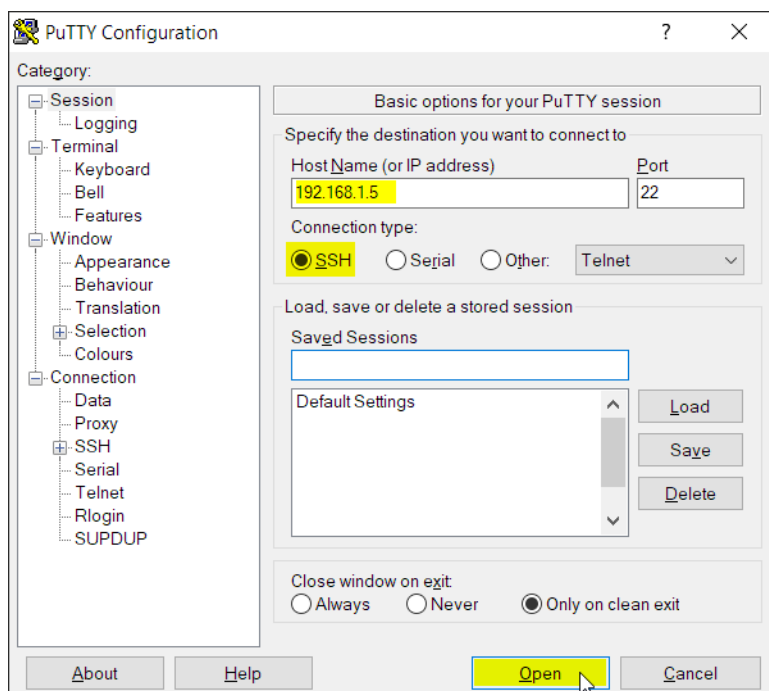 PuTTY Configuration
?
Category:
Session
Logging
Terminal
Keyboard
Bell
Features
Window
Appearance
Behaviour
Translation
Selection
Colours
Connection
Data
Proxy
SSH
Serial
Telnet
Rlogin
SUPDUP
Basic options for your PuTTY session
Specify the destination you want to connect to
Host Name (or IP address) Port
192.168.1.5 22
Connection type:
SSH Serial Other: Telnet
Load, save or delete a stored session
Saved Sessions
Default Settings
Load
Save
Delete
Close window on exit:
Always Never Only on clean exit
About Help Open Cancel